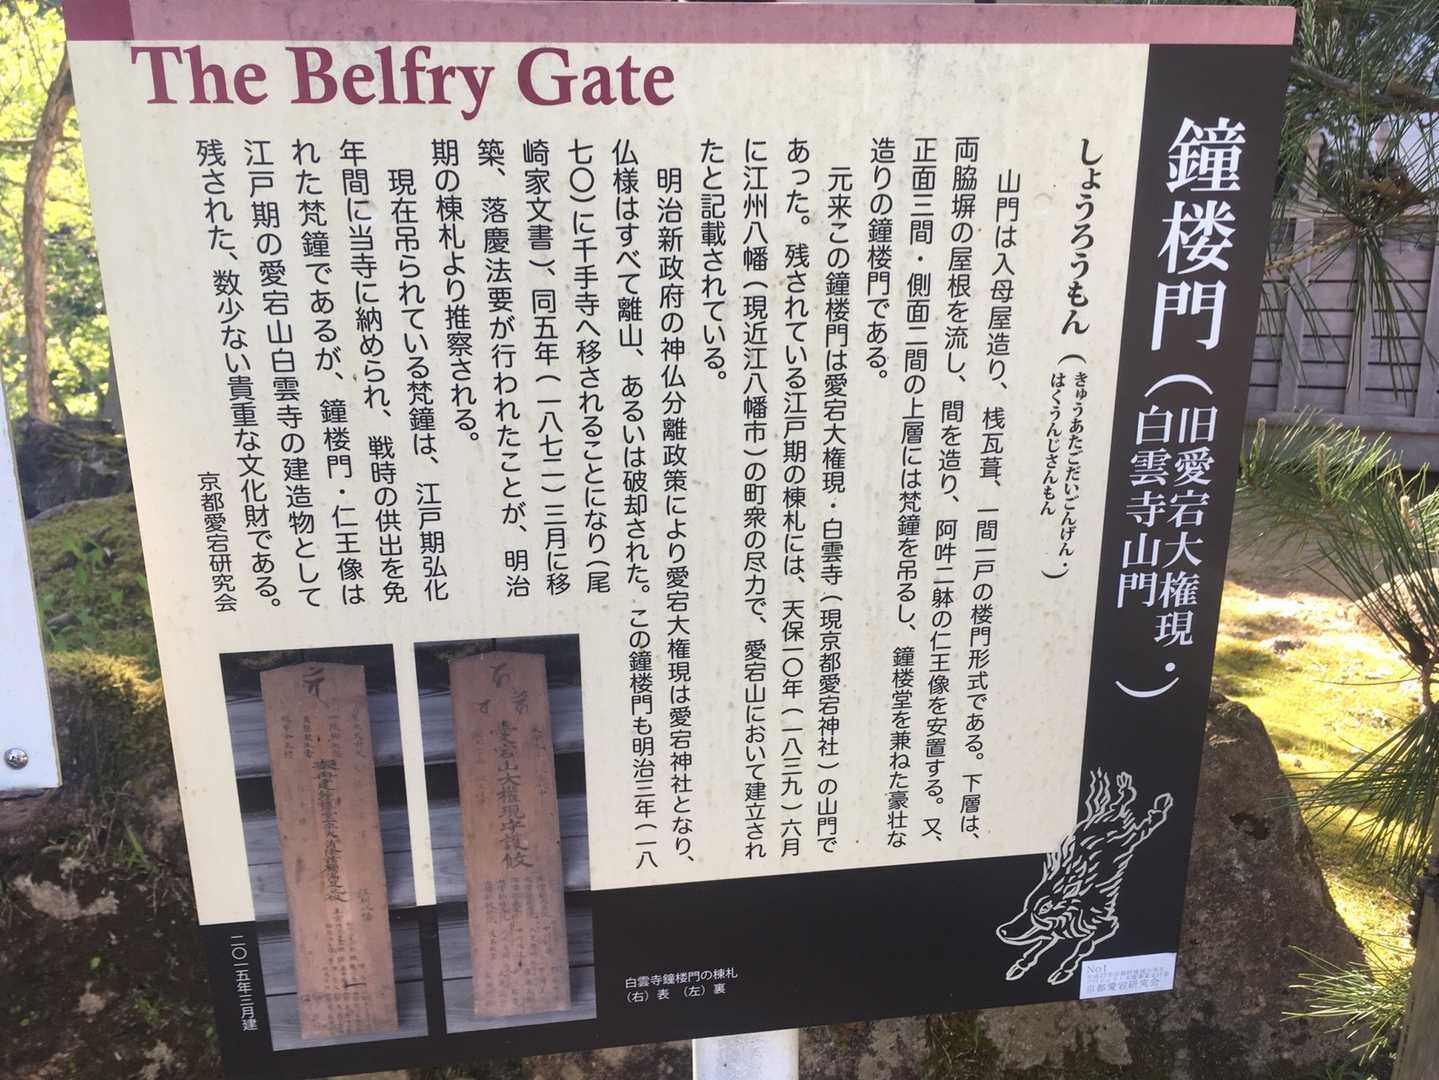 The Belfry Gate
鐘楼門(旧愛宕大権現・
白雲寺山門)
しょうろうもん(きゅうあたごだいごんげん・
はくうんじさんもん)
山門は入母屋造り、桟瓦葺、一間一戸の楼門形式である。下層は、
両脇塀の屋根を流し、間を造り、阿吽二躰の仁王像を安置する。又、
正面三間・側面二間の上層には梵鐘を吊るし、鐘楼堂を兼ねた豪壮な
造りの鐘楼門である。
元来この鐘楼門は愛宕大権現・白雲寺(現京都愛宕神社)の山門で
あった。残されている江戸期の棟札には、天保一〇年(一八三九)六月
に江州八幡(現近江八幡市)の町衆の尽力で、愛宕山において建立され
たと記載されている。
明治新政府の神仏分離政策により愛宕大権現は愛宕神社となり、
仏様はすべて離山、あるいは破却された。この鐘楼門も明治三年(一八
七〇)に千手寺へ移されることになり(尾
崎家文書)、同五年(一八七二)三月に移
築、落慶法要が行われたことが、明治
期の棟札より推察される。
現在吊られている梵鐘は、江戸期弘化
年間に当寺に納められ、戦時の供出を免
れた梵鐘であるが、鐘楼門・仁王像は
江戸期の愛宕山白雲寺の建造物として
残された、数少ない貴重な文化財である。
京都愛宕研究会
愛宕山大権現守護攸
白雲寺鐘楼門の棟札
(右)表 (左)裏
二〇一五年三月建
No1
京都愛宕研究会